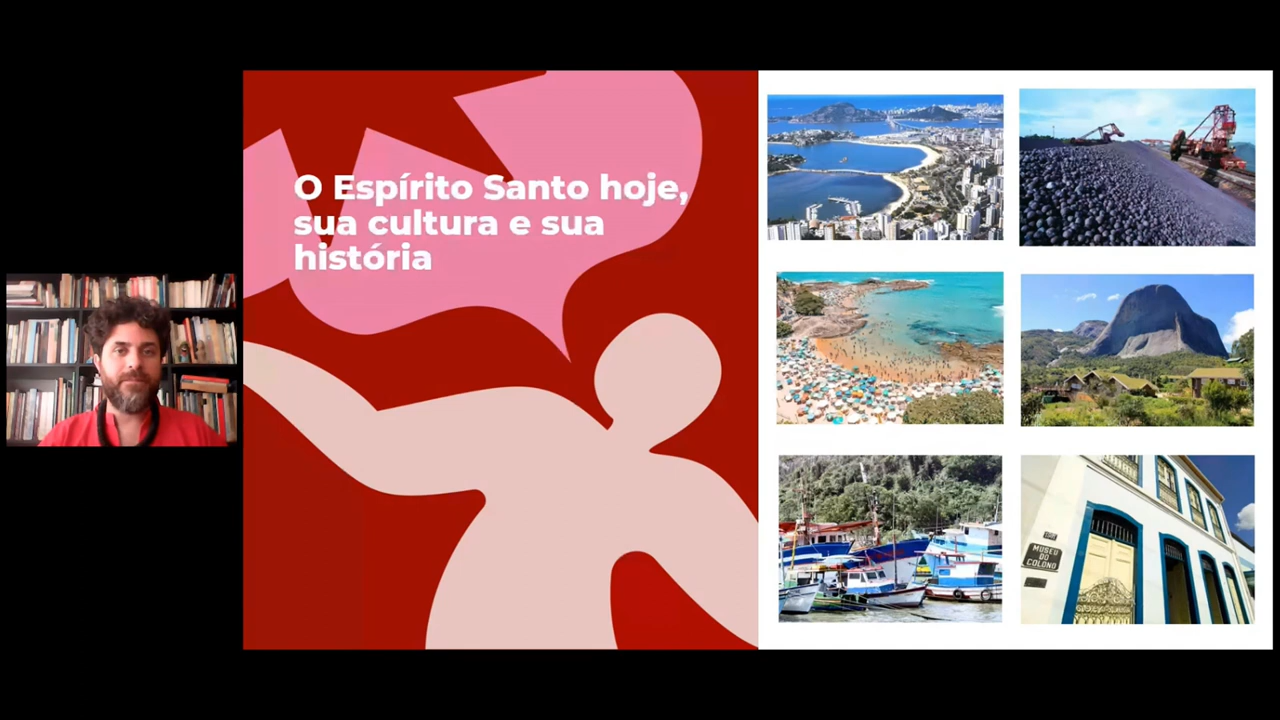 O Espírito Santo hoje,
sua cultura e sua
história
MUSEU
DO
COLONO